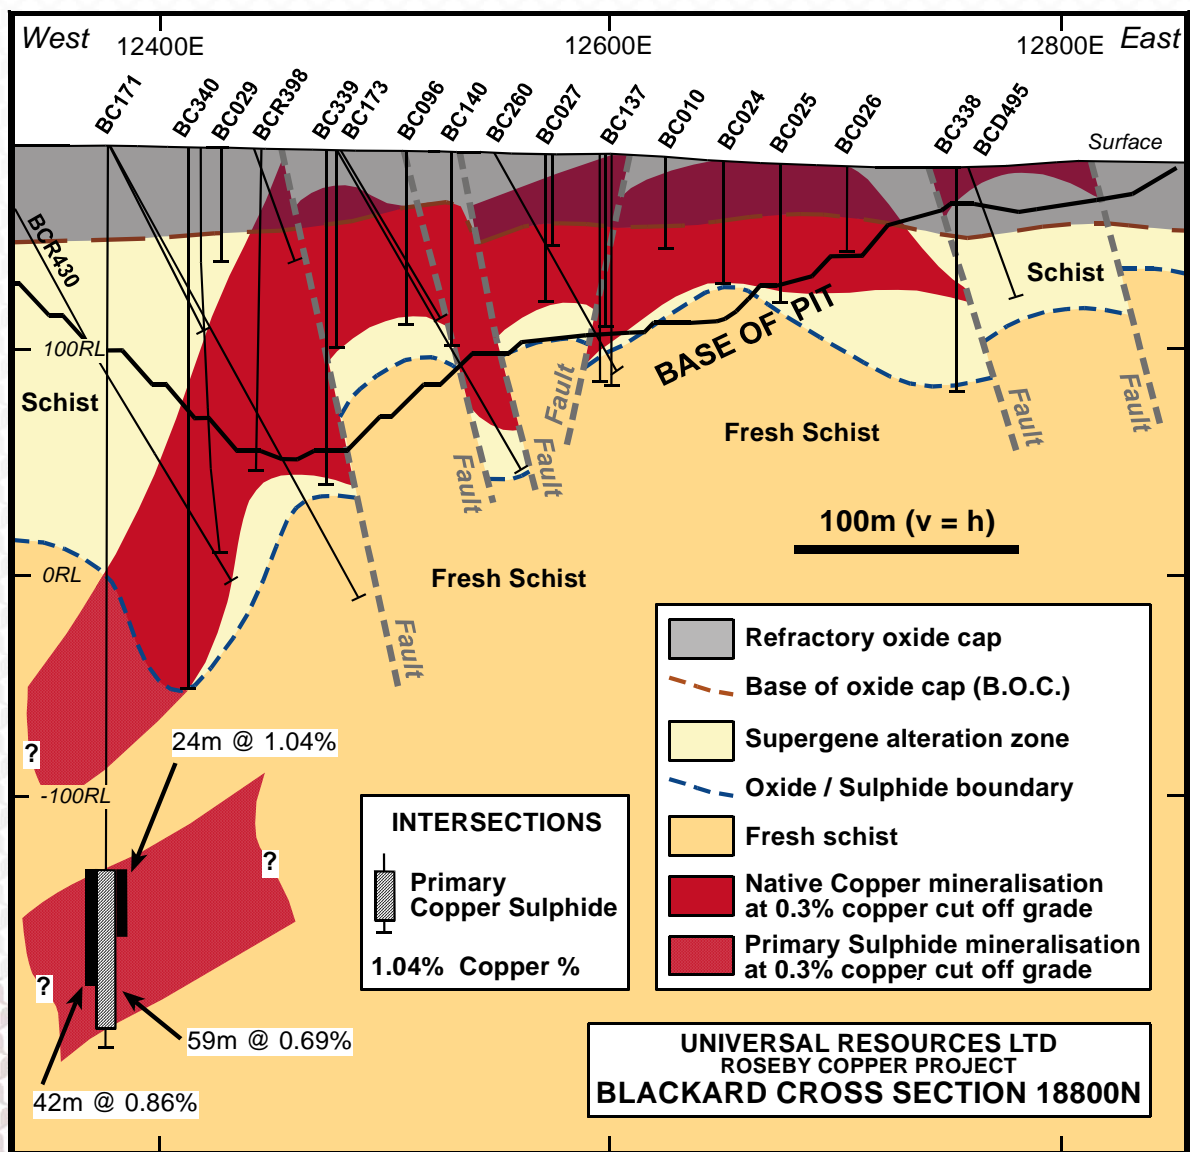 West
12400E
12600E
12800E
East
BC171
BC340
BC029
BCR398
BC339
BC173
BC096
BC140
BC260
BC027
BC137
BC010
BC024
BC025
BC026
BC338
BCD495
Surface
BCR430
Schist
100RL
BASE OF PIT
Schist
Fault
Fresh Schist
Fault
Fault
Fault
Fault
100m (v = h)
0RL
Fresh Schist
Fault
?
24m @ 1.04%
-100RL
?
?
59m @ 0.69%
42m @ 0.86%
INTERSECTIONS
Primary
Copper Sulphide
1.04% Copper %
Refractory oxide cap
Base of oxide cap (B.O.C.)
Supergene alteration zone
Oxide / Sulphide boundary
Fresh schist
Native Copper mineralisation
at 0.3% copper cut off grade
Primary Sulphide mineralisation
at 0.3% copper cut off grade
UNIVERSAL RESOURCES LTD
ROSEBY COPPER PROJECT
BLACKARD CROSS SECTION 18800N